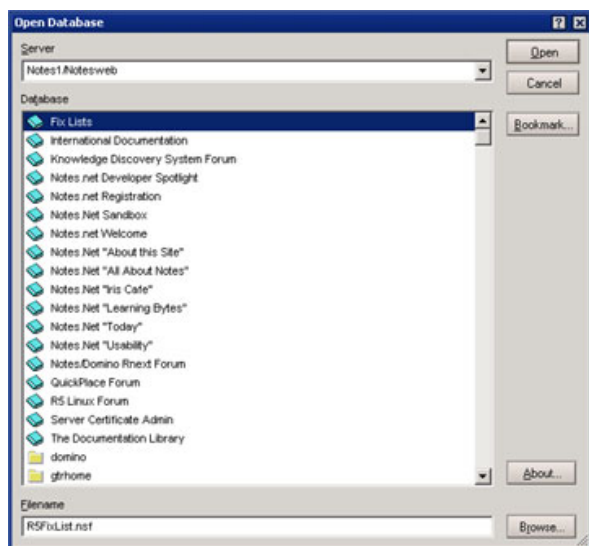 Open Database
Server
Open
Notes1/Notesweb
Cancel
Database
Bookmark...
Fix Lists
International Documentation
Knowledge Discovery System Forum
Notes.net Developer Spotlight
Notes.net Registration
Notes.Net Sandbox
Notes.net Welcome
Notes.Net "About this Site"
Notes.Net "All About Notes"
Notes.Net "Iris Cafe"
Notes.Net "Learning Bytes"
Notes.Net "Today"
Notes.Net "Usability"
Notes/Domino Rnext Forum
QuickPlace Forum
R5 Linux Forum
Server Certificate Admin
The Documentation Library
domino
gtrhome
About...
Filename
R5FixList.nsf
Browse...